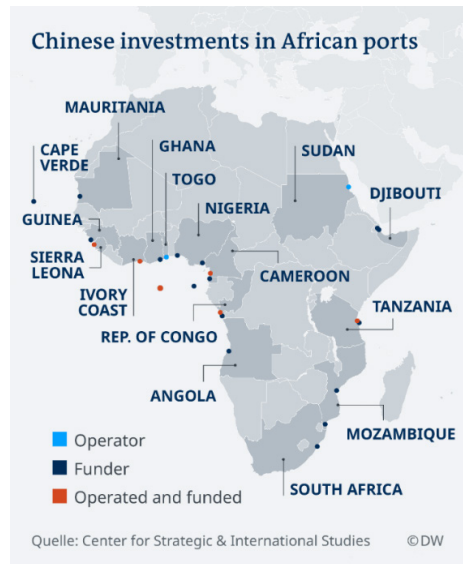 Chinese investments in African ports
MAURITANIA
CAPE
VERDE
GHANA
SUDAN
TOGO
DJIBOUTI
NIGERIA
GUINEA
SIERRA
LEONA
CAMEROON
IVORY
COAST
TANZANIA
REP. OF CONGO
ANGOLA
MOZAMBIQUE
Operator
Funder
SOUTH AFRICA
Operated and funded
Quelle: Center for Strategic & International Studies ©DW